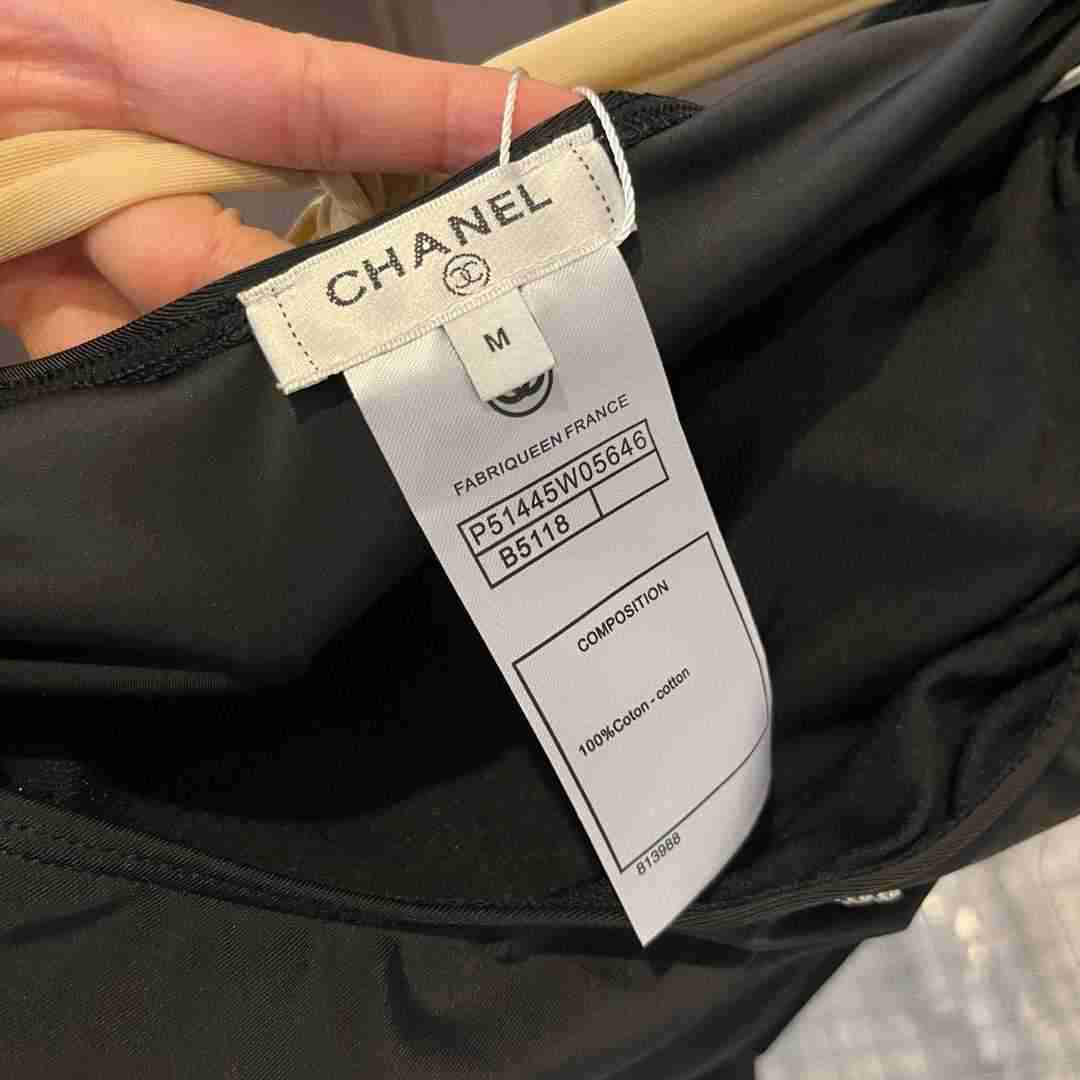 CHANEL
M
FABRIQUEEN FRANCE
P51445W05646
B5118
COMPOSITION
100%Coton - cotton
813988